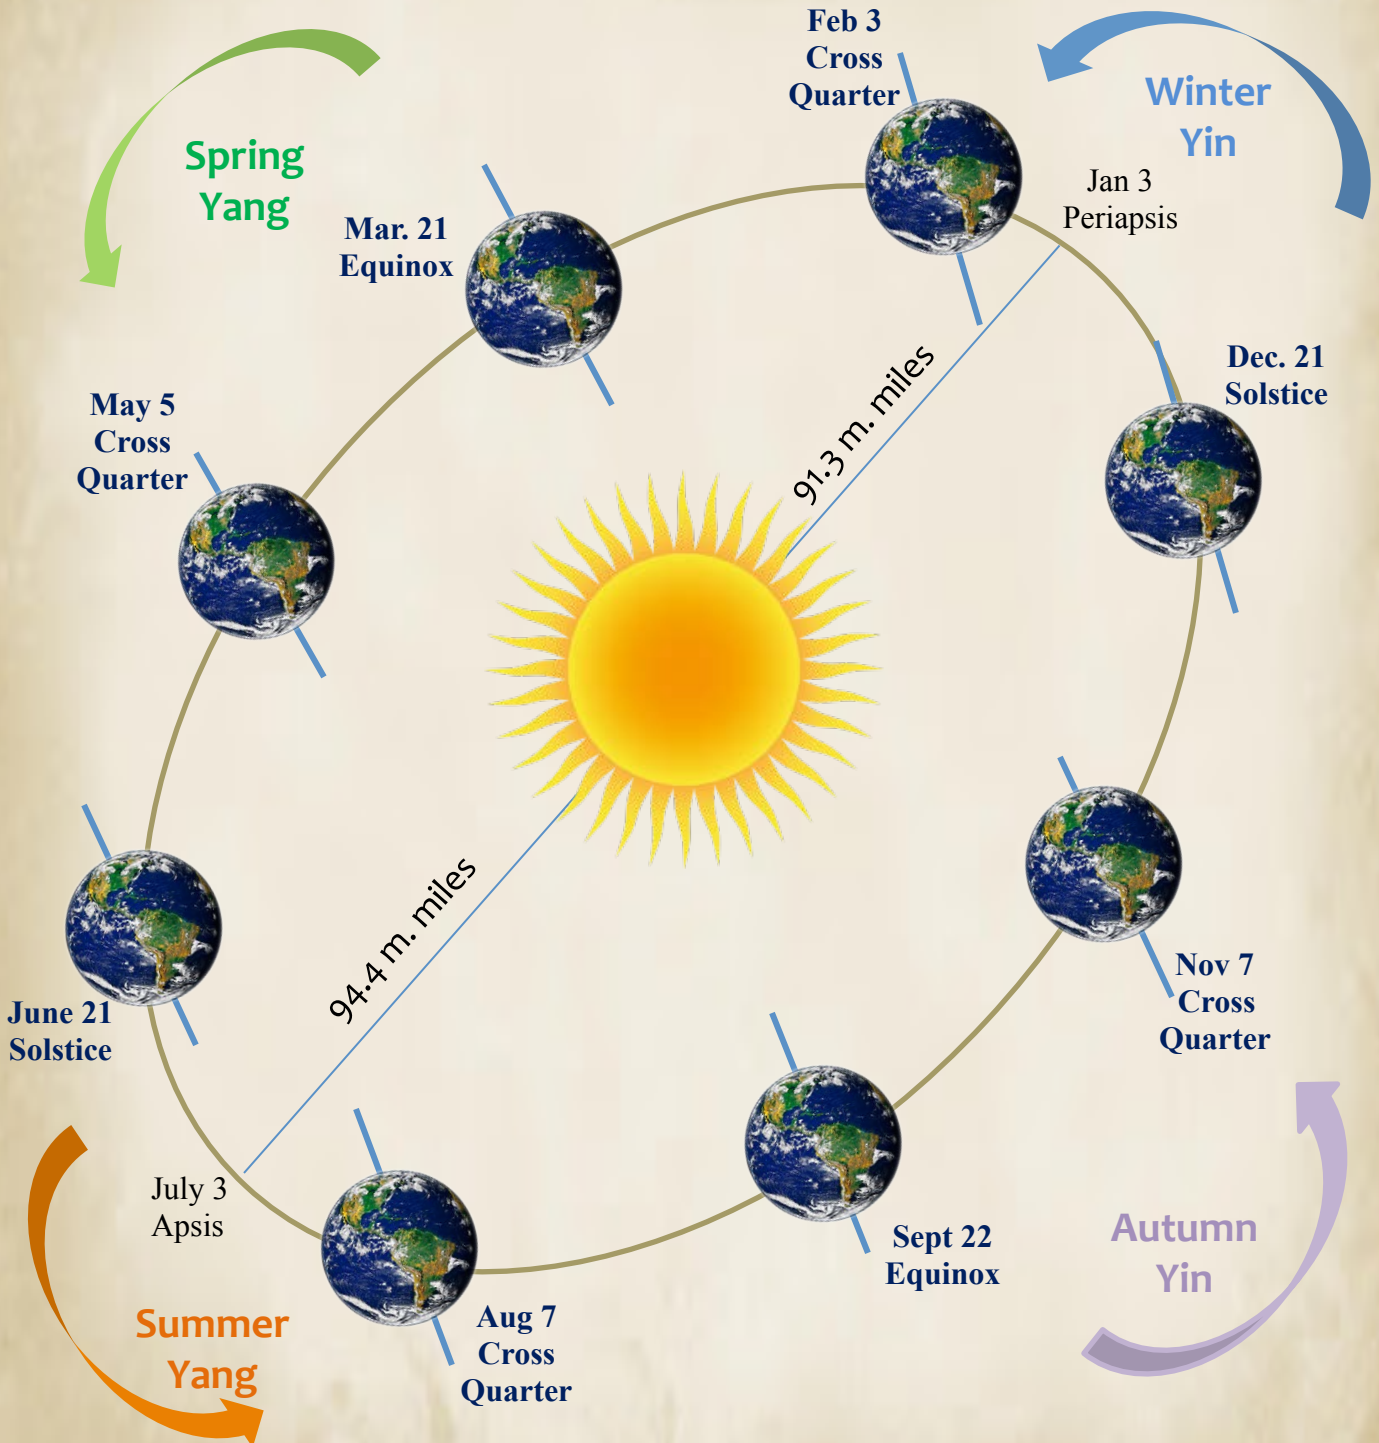 Feb 3
Cross
Quarter
Winter
Yin
Spring
Yang
Jan 3
Periapsis
Mar. 21
Equinox
91.3 m. miles
Dec. 21
Solstice
May 5
Cross
Quarter
94.4 m. miles
Nov 7
Cross
Quarter
June 21
Solstice
July 3
Apsis
Sept 22
Equinox
Autumn
Yin
Summer
Yang
Aug 7
Cross
Quarter